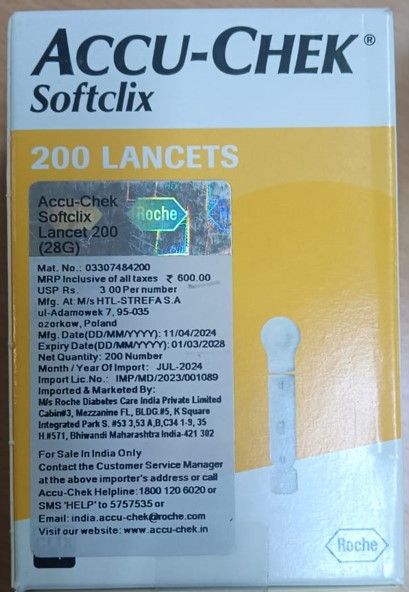 ACCU-CHEK®
Softclix
200 LANCETS
Accu-Chek
Softclix
Lancet 200
(28G)
Roche
Mat. No.: 03307484200
MRP Inclusive of all taxes ₹ 600.00
USP Rs. 3.00 Per number
Mfg. At: M/s HTL-STREFA S.A
ul-Adamowek 7, 95-035
ozorkow, Poland
Mfg. Date(DD/MM/YYYY): 11/04/2024
Expiry Date(DD/MM/YYYY): 01/03/2028
Net Quantity: 200 Number
Month / Year Of Import: JUL-2024
Import Lic.No.: IMP/MD/2023/001089
Imported & Marketed By:
M/s Roche Diabetes Care India Private Limited
Cabin#3, Mezzanine FL, BLDG.#5, K Square
Integrated Park S. #53 3,53 A,B,C34 1-9, 35
H.#571, Bhiwandi Maharashtra India-421 302
For Sale In India Only
Contact the Customer Service Manager
at the above importer's address or call
Accu-Chek Helpline: 1800 120 6020 or
SMS 'HELP' to 5757535 or
Email: india.accu-chek@roche.com
Visit our website: www.accu-chek.in
Roche